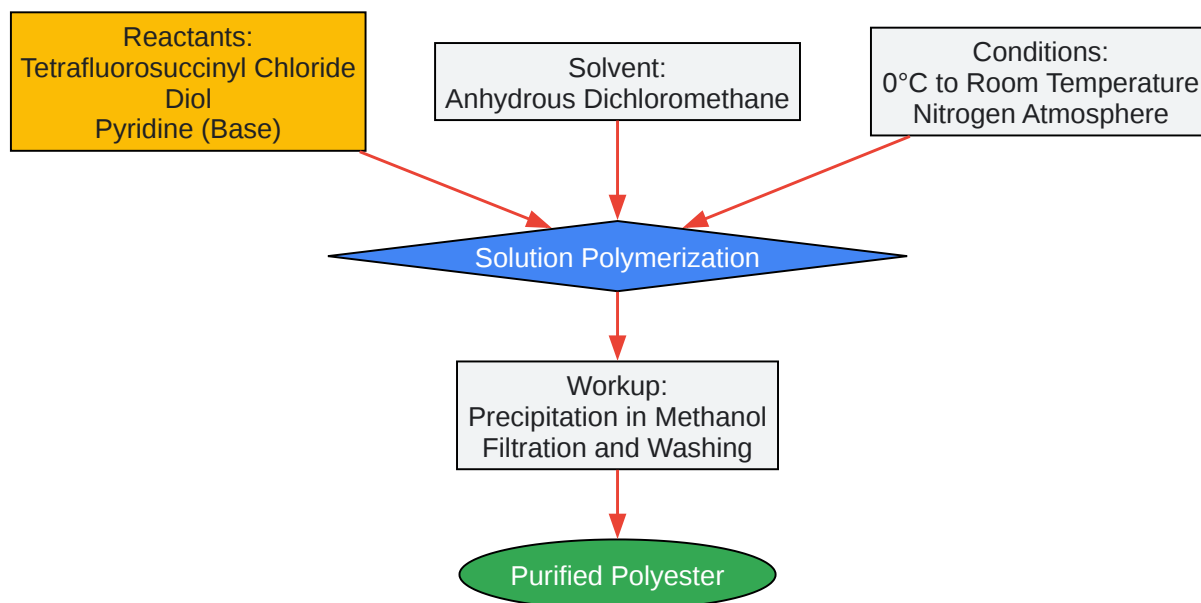 Reactants:
Tetrafluorosuccinyl Chloride
Diol
Pyridine (Base)
Solvent:
Anhydrous Dichloromethane
Conditions:
0°C to Room Temperature
Nitrogen Atmosphere
Solution Polymerization
Workup:
Precipitation in Methanol
Filtration and Washing
Purified Polyester